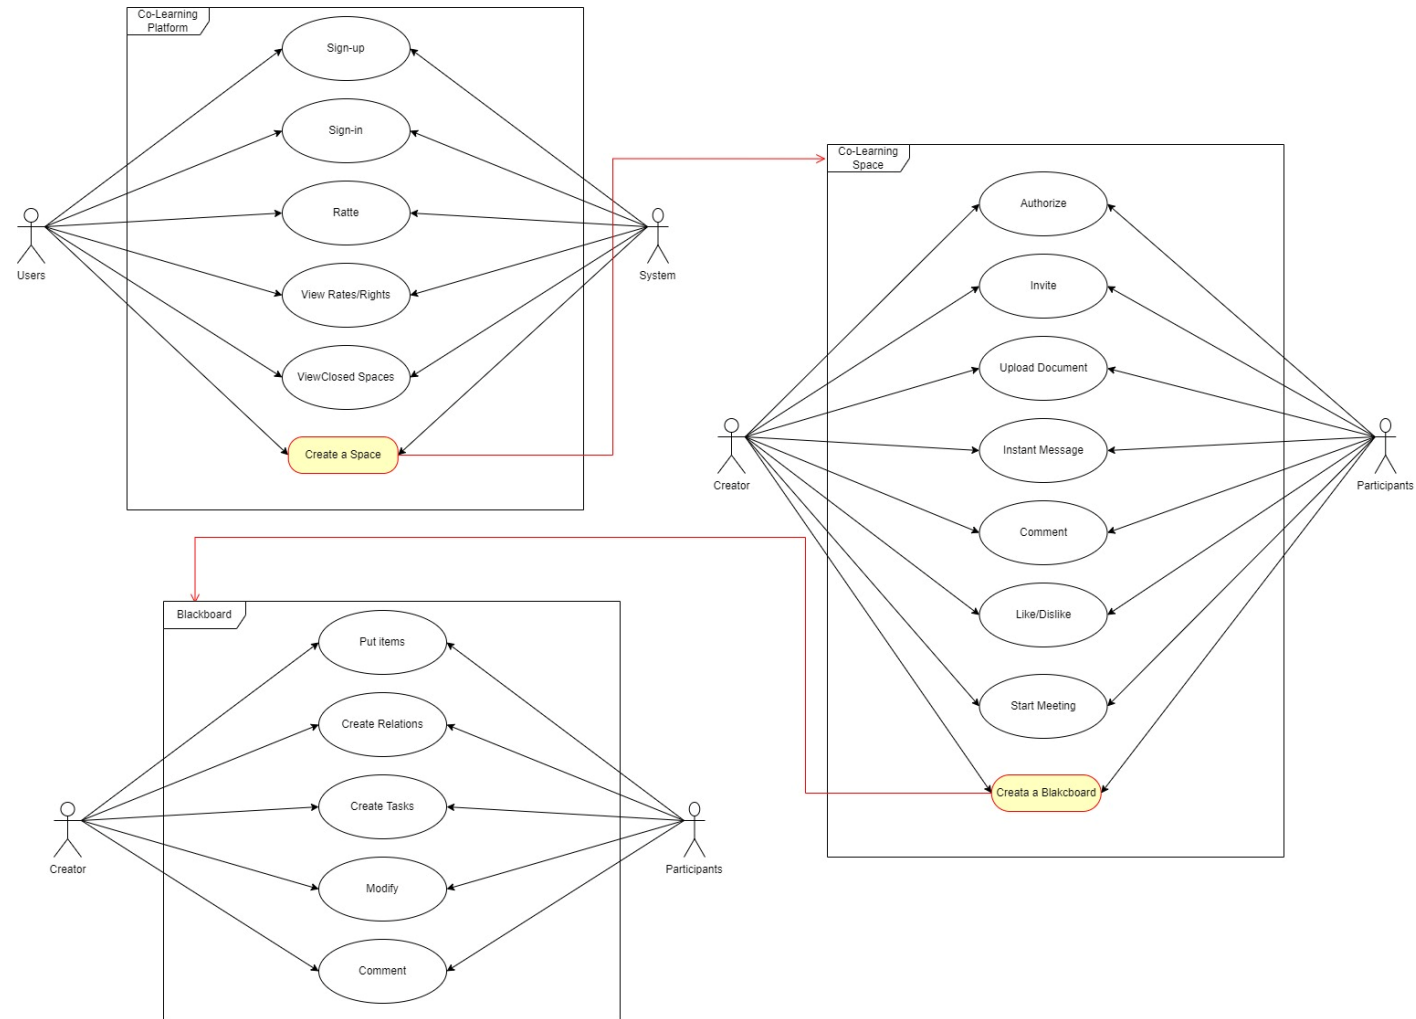 Co-Learning
Platform
Sign-up
Sign-in
Ratte
View Rates/Rights
ViewClosed Spaces
Create a Space
Users
System
Co-Learning
Space
Authorize
Invite
Upload Document
Instant Message
Comment
Like/Dislike
Start Meeting
Creata a Blakcboard
Creator
Participants
Blackboard
Put items
Create Relations
Create Tasks
Modify
Comment
Creator
Participants